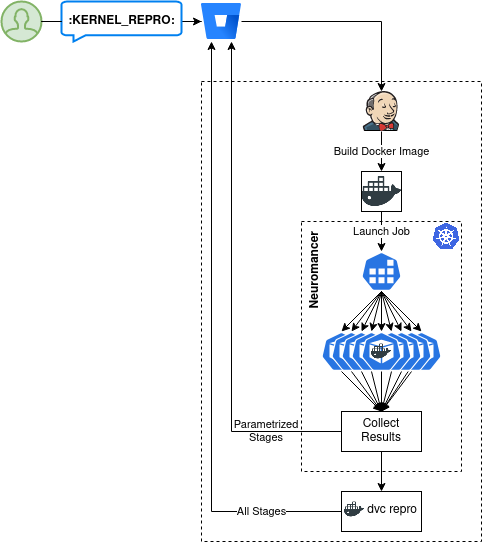 :KERNEL_REPRO:
Build Docker Image
Launch Job
Neuromancer
Parametrized
Stages
Collect
Results
All Stages
dvc repro